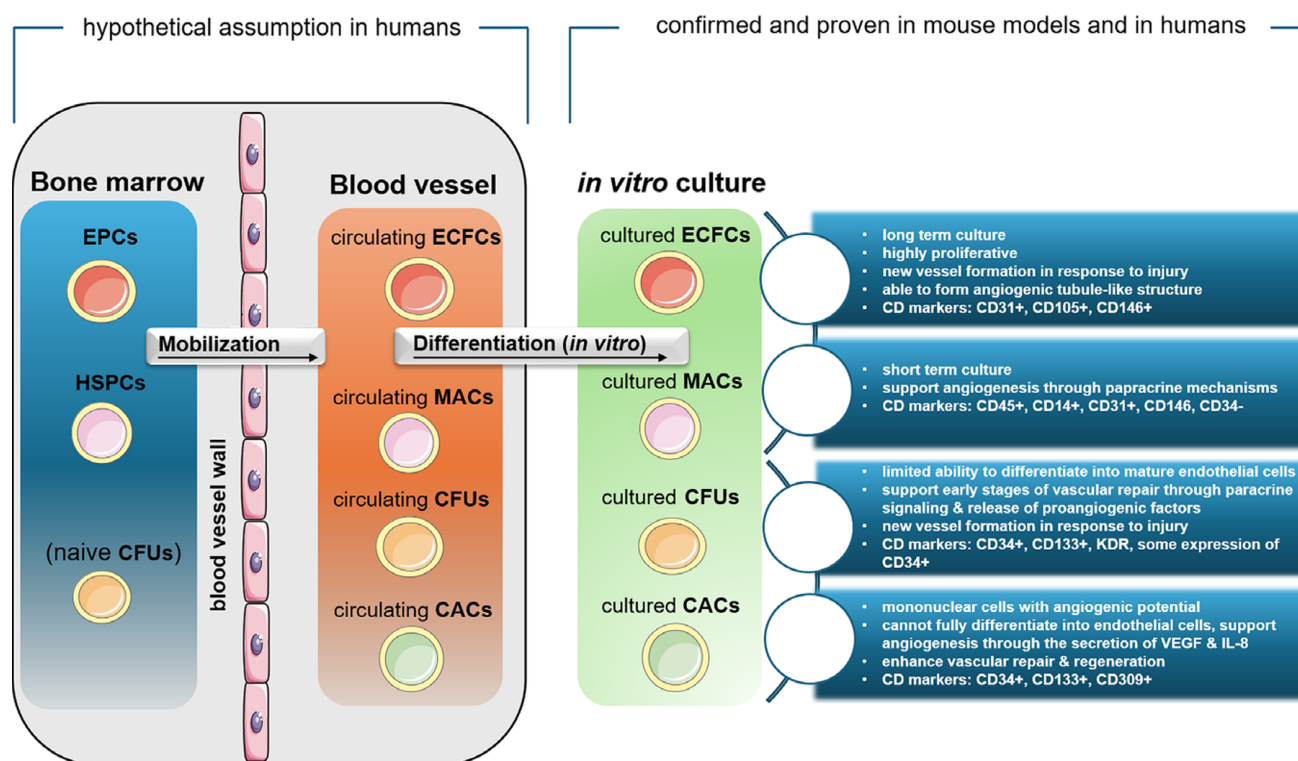 hypothetical assumption in humans
confirmed and proven in mouse models and in humans
Bone marrow
EPCs
HSPCs
(naive CFUs)
Mobilization
blood vessel wall
Blood vessel
circulating ECFCs
circulating MACs
circulating CFUs
circulating CACs
Differentiation (in vitro)
in vitro culture
cultured ECFCs
cultured MACs
cultured CFUs
cultured CACs
• long term culture
• highly proliferative
• new vessel formation in response to injury
• able to form angiogenic tubule-like structure
• CD markers: CD31+, CD105+, CD146+
• short term culture
• support angiogenesis through papracrine mechanisms
• CD markers: CD45+, CD14+, CD31+, CD146, CD34-
• limited ability to differentiate into mature endothelial cells
• support early stages of vascular repair through paracrine
signaling & release of proangiogenic factors
• new vessel formation in response to injury
• CD markers: CD34+, CD133+, KDR, some expression of
CD34+
• mononuclear cells with angiogenic potential
• cannot fully differentiate into endothelial cells, support
angiogenesis through the secretion of VEGF & IL-8
• enhance vascular repair & regeneration
• CD markers: CD34+, CD133+, CD309+